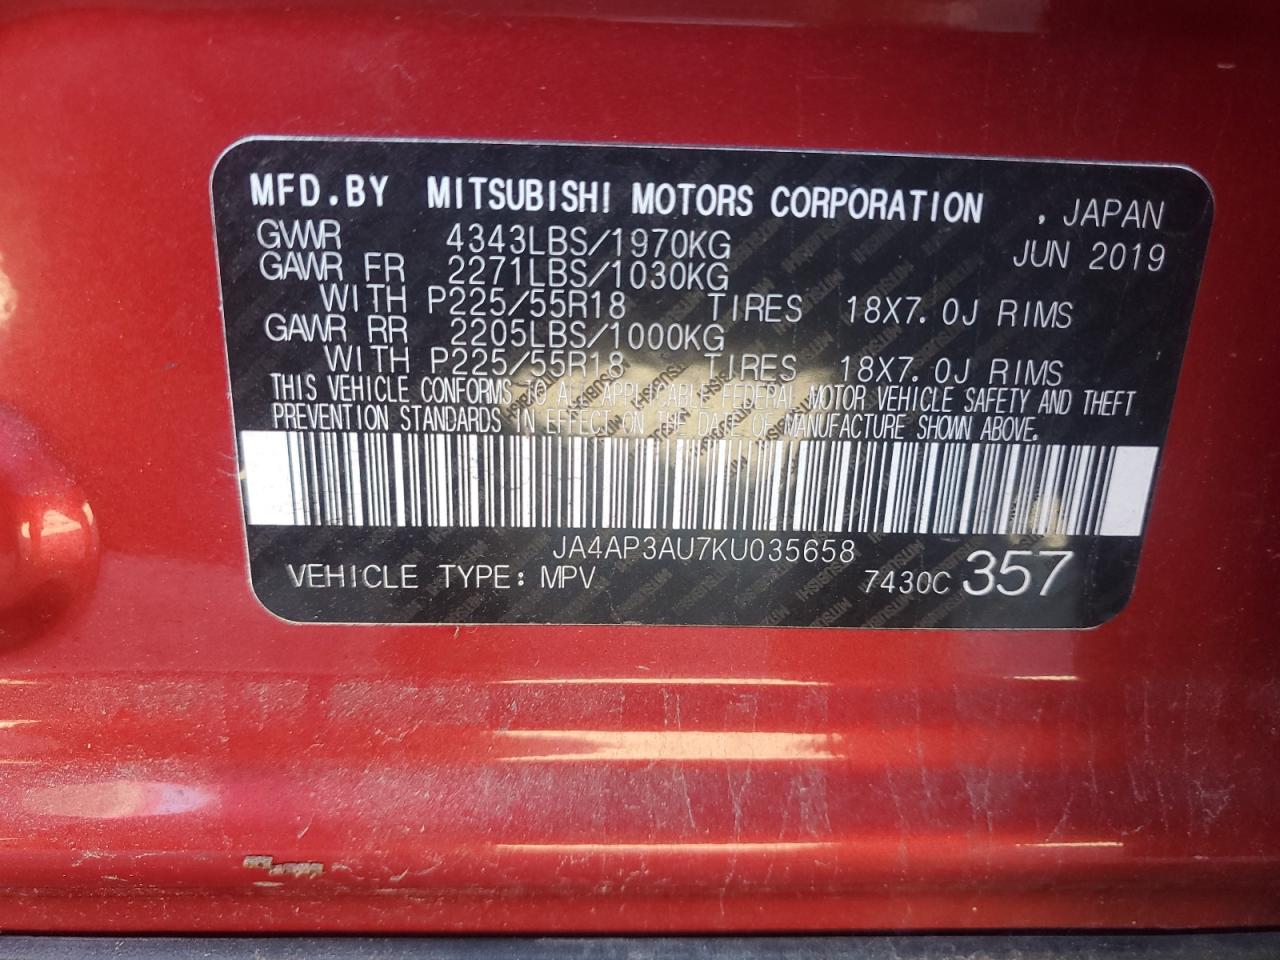 MFD.BY MITSUBISHI MOTORS CORPORATION , JAPAN
GVWR 4343LBS/1970KG JUN 2019
GAWR FR 2271LBS/1030KG
WITH P225/55R18 TIRES 18X7.0J RIMS
GAWR RR 2205LBS/1000KG
WITH P225/55R18 TIRES 18X7.0J RIMS
THIS VEHICLE CONFORMS TO ALL APPLICABLE FEDERAL MOTOR VEHICLE SAFETY AND THEFT
PREVENTION STANDARDS IN EFFECT ON THE DATE OF MANUFACTURE SHOWN ABOVE.
JA4AP3AU7KU035658
VEHICLE TYPE: MPV 7430C 357